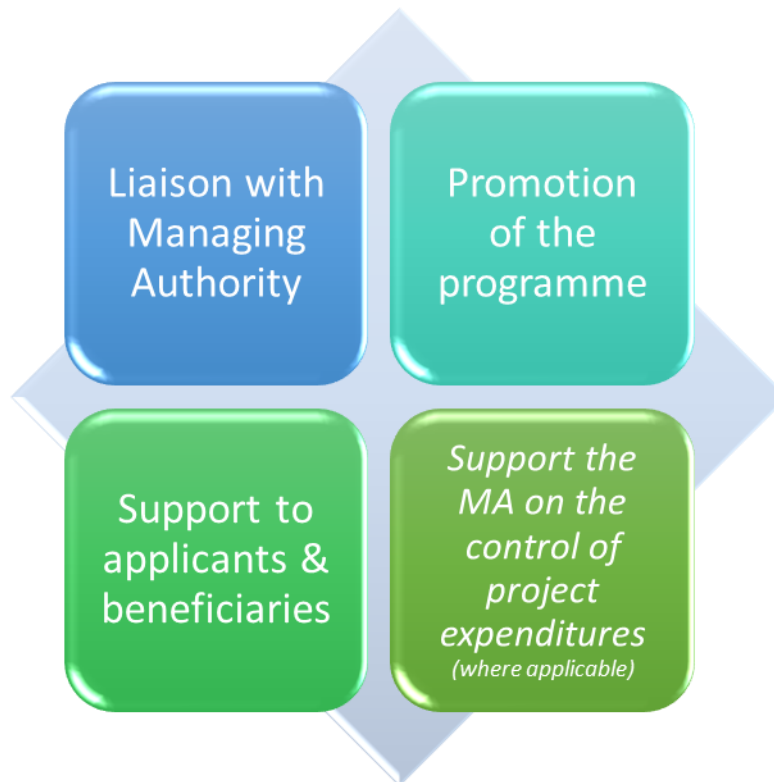 Liaison with
Managing
Authority
Promotion
of the
programme
Support to
applicants &
beneficiaries
Support the
MA on the
control of
project
expenditures
(where applicable)